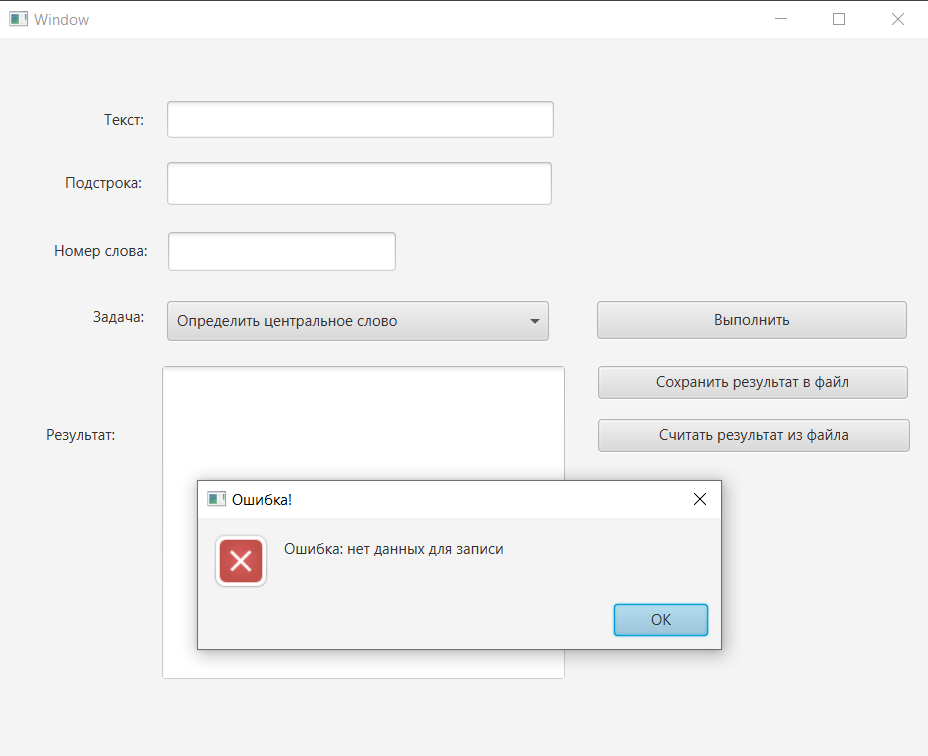 Window
Текст:
Подстрока:
Номер слова:
Задача:
Определить центральное слово
Выполнить
Сохранить результат в файл
Результат:
Считать результат из файла
Ошибка!
Ошибка: нет данных для записи
OK